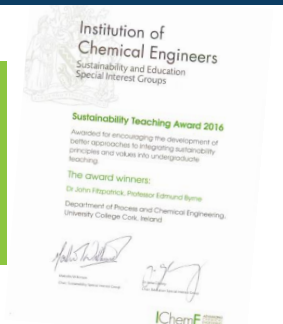 Institution of
Chemical Engineers
Sustainability and Education
Special Interest Groups
Sustainability Teaching Award 2016
Awarded for encouraging the development of
better approaches to integrating sustainability
principles and values into undergraduate
teaching.
The award winners:
Dr John Fitzpatrick, Professor Edmund Byrne
Department of Process and Chemical Engineering,
University College Cork, Ireland
IChemE